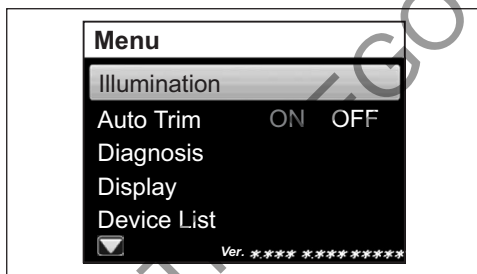 Menu
Illumination
Auto Trim ON OFF
Diagnosis
Display
Device List
Ver. *.*** *.*** *****